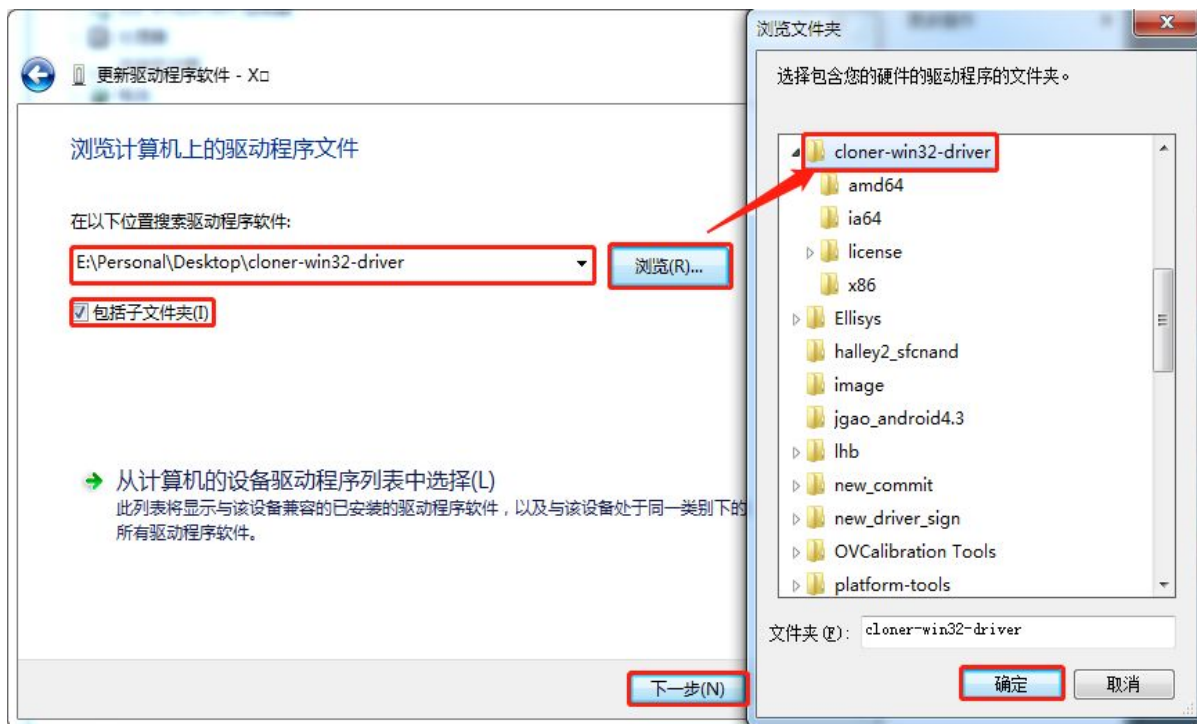 更新驱动程序软件 - X□
浏览计算机上的驱动程序文件
在以下位置搜索驱动程序软件:
E:\Personal\Desktop\cloner-win32-driver
浏览(R)...
包括子文件夹(I)
从计算机的设备驱动程序列表中选择(L)
此列表将显示与该设备兼容的已安装的驱动程序软件，以及与该设备处于同一类别下的
所有驱动程序软件。
下一步(N)
浏览文件夹
选择包含您的硬件的驱动程序的文件夹。
cloner-win32-driver
amd64
ia64
license
x86
Ellisys
halley2_sfcnand
image
jgao_android4.3
lhb
new_commit
new_driver_sign
OVCalibration Tools
platform-tools
文件夹(F):
cloner-win32-driver
确定
取消